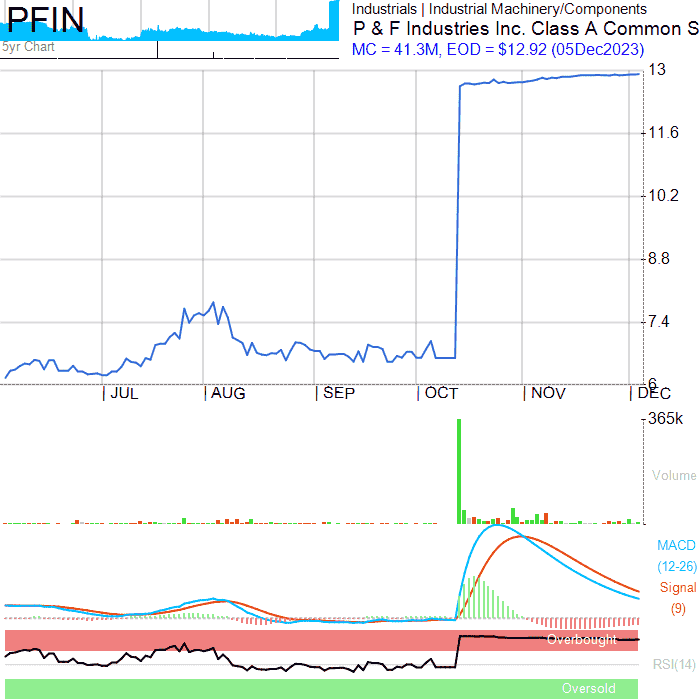 PFIN
5yr Chart
Industrials | Industrial Machinery/Components
P & F Industries Inc. Class A Common S
MC = 41.3M, EOD = $12.92 (05Dec2023)
13
11.6
10.2
8.8
7.4
6
JUL AUG SEP OCT NOV DEC
365k
Volume
MACD
(12-26)
Signal
(9)
Overbought
RSI(14)
Oversold